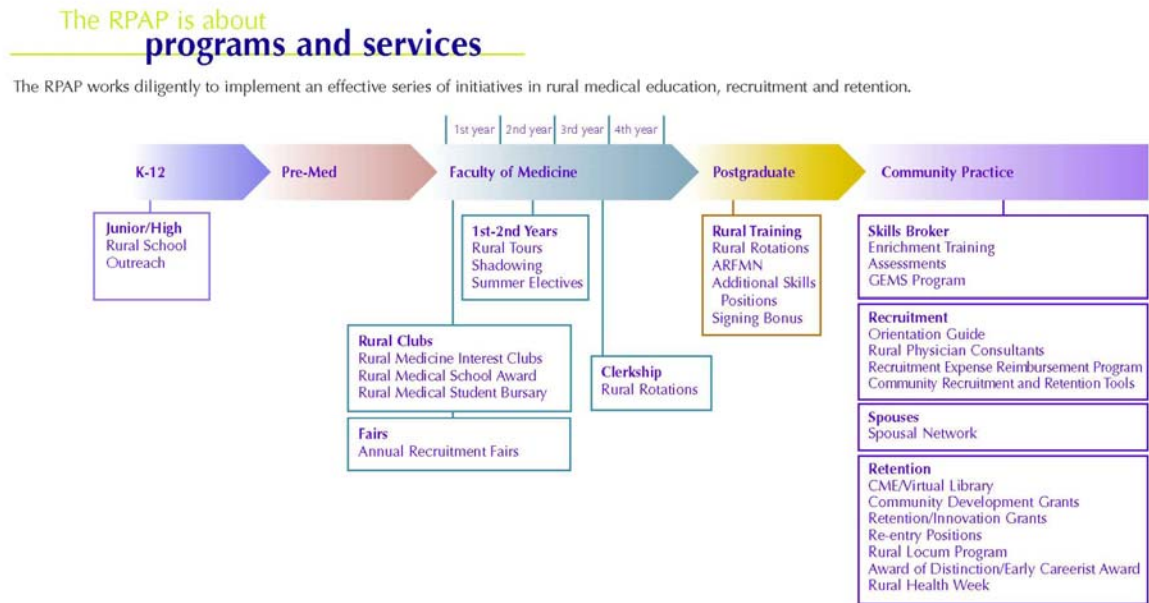 The RPAP is about
programs and services
The RPAP works diligently to implement an effective series of initiatives in rural medical education, recruitment and retention.
1st year
2nd year
3rd year
4th year
K-12
Pre-Med
Faculty of Medicine
Postgraduate
Community Practice
Junior/High
Rural School
Outreach
1st-2nd Years
Rural Tours
Shadowing
Summer Electives
Rural Clubs
Rural Medicine Interest Clubs
Rural Medical School Award
Rural Medical Student Bursary
Fairs
Annual Recruitment Fairs
Clerkship
Rural Rotations
Rural Training
Rural Rotations
ARFMN
Additional Skills
Positions
Signing Bonus
Skills Broker
Enrichment Training
Assessments
GEMS Program
Recruitment
Orientation Guide
Rural Physician Consultants
Recruitment Expense Reimbursement Program
Community Recruitment and Retention Tools
Spouses
Spousal Network
Retention
CME/Virtual Library
Community Development Grants
Retention/Innovation Grants
Re-entry Positions
Rural Locum Program
Award of Distinction/Early Careerist Award
Rural Health Week